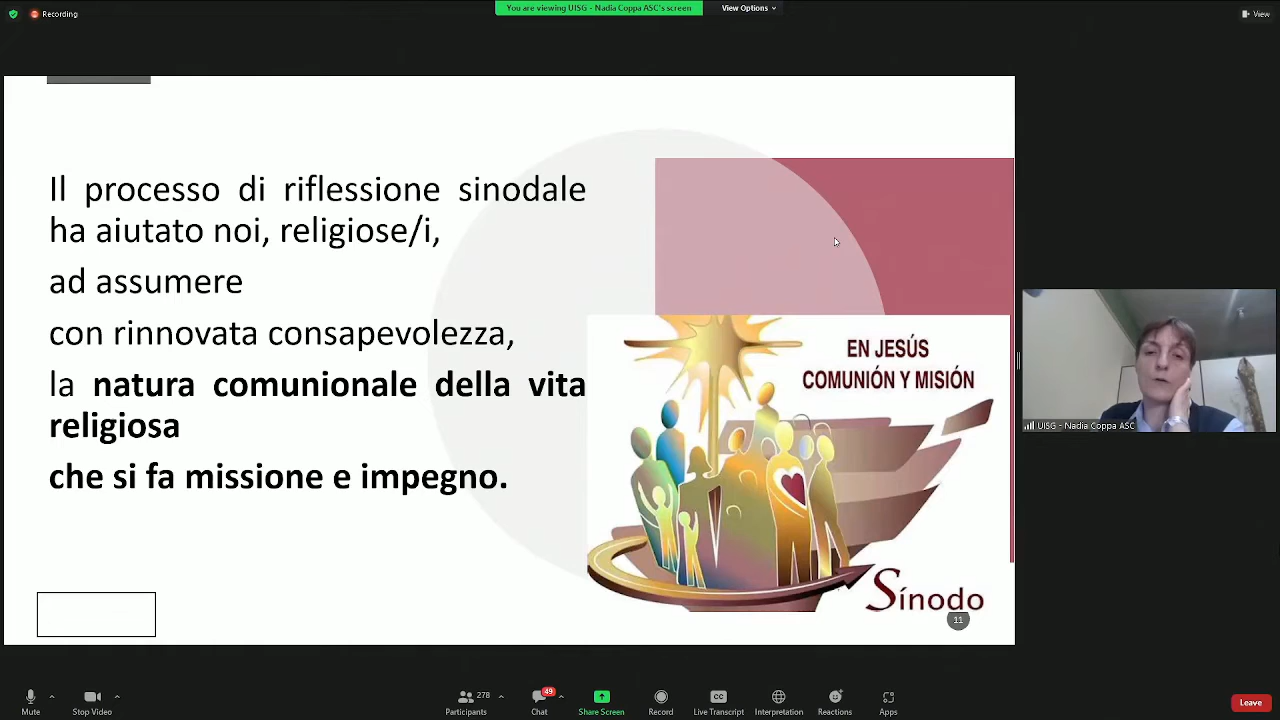 Recording
You are viewing UISG - Nadia Coppa ASC's screen
View Options
View
Il processo di riflessione sinodale
ha aiutato noi, religiose/i,
ad assumere
con rinnovata consapevolezza,
la natura comunionale della vita
religiosa
che si fa missione e impegno.
EN JESÚS
COMUNIÓN Y MISIÓN
Sínodo
11
UISG - Nadia Coppa ASC
Mute
Stop Video
278
Participants
49
Chat
Share Screen
Record
CC
Live Transcript
Interpretation
Reactions
Apps
Leave